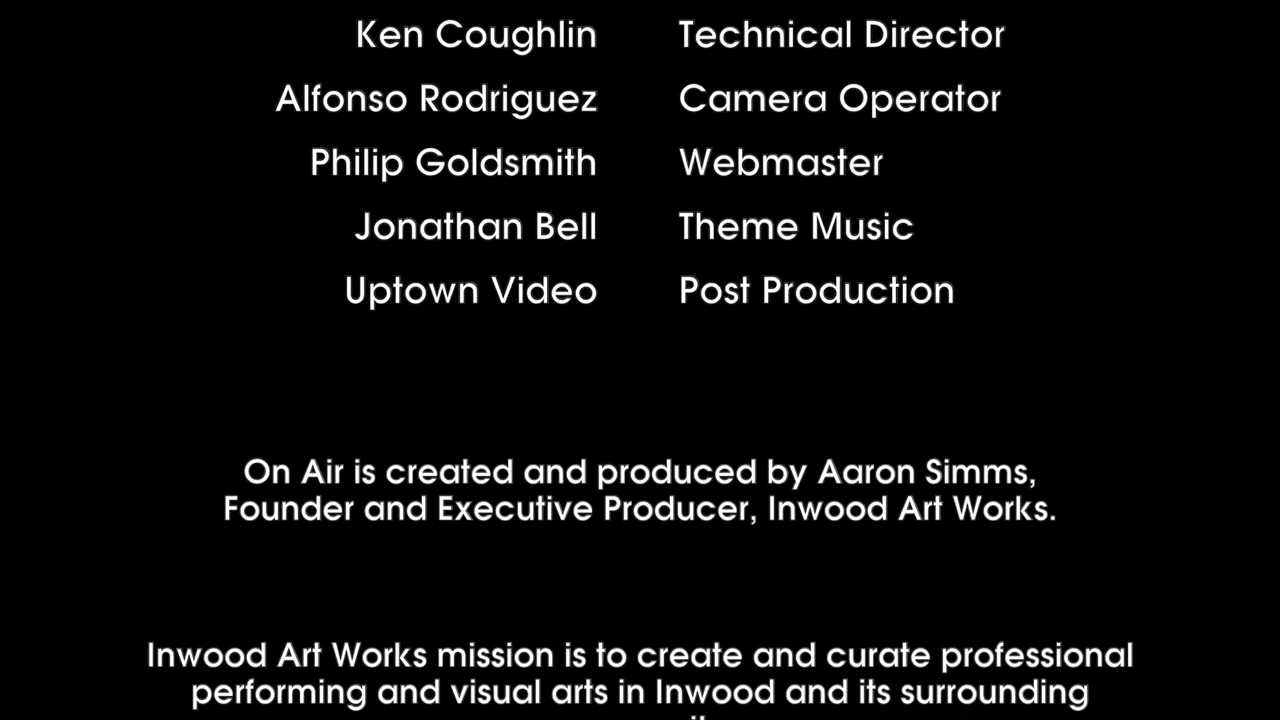 Ken Coughlin Technical Director
Alfonso Rodriguez Camera Operator
Philip Goldsmith Webmaster
Jonathan Bell Theme Music
Uptown Video Post Production
On Air is created and produced by Aaron Simms,
Founder and Executive Producer, Inwood Art Works.
Inwood Art Works mission is to create and curate professional
performing and visual arts in Inwood and its surrounding